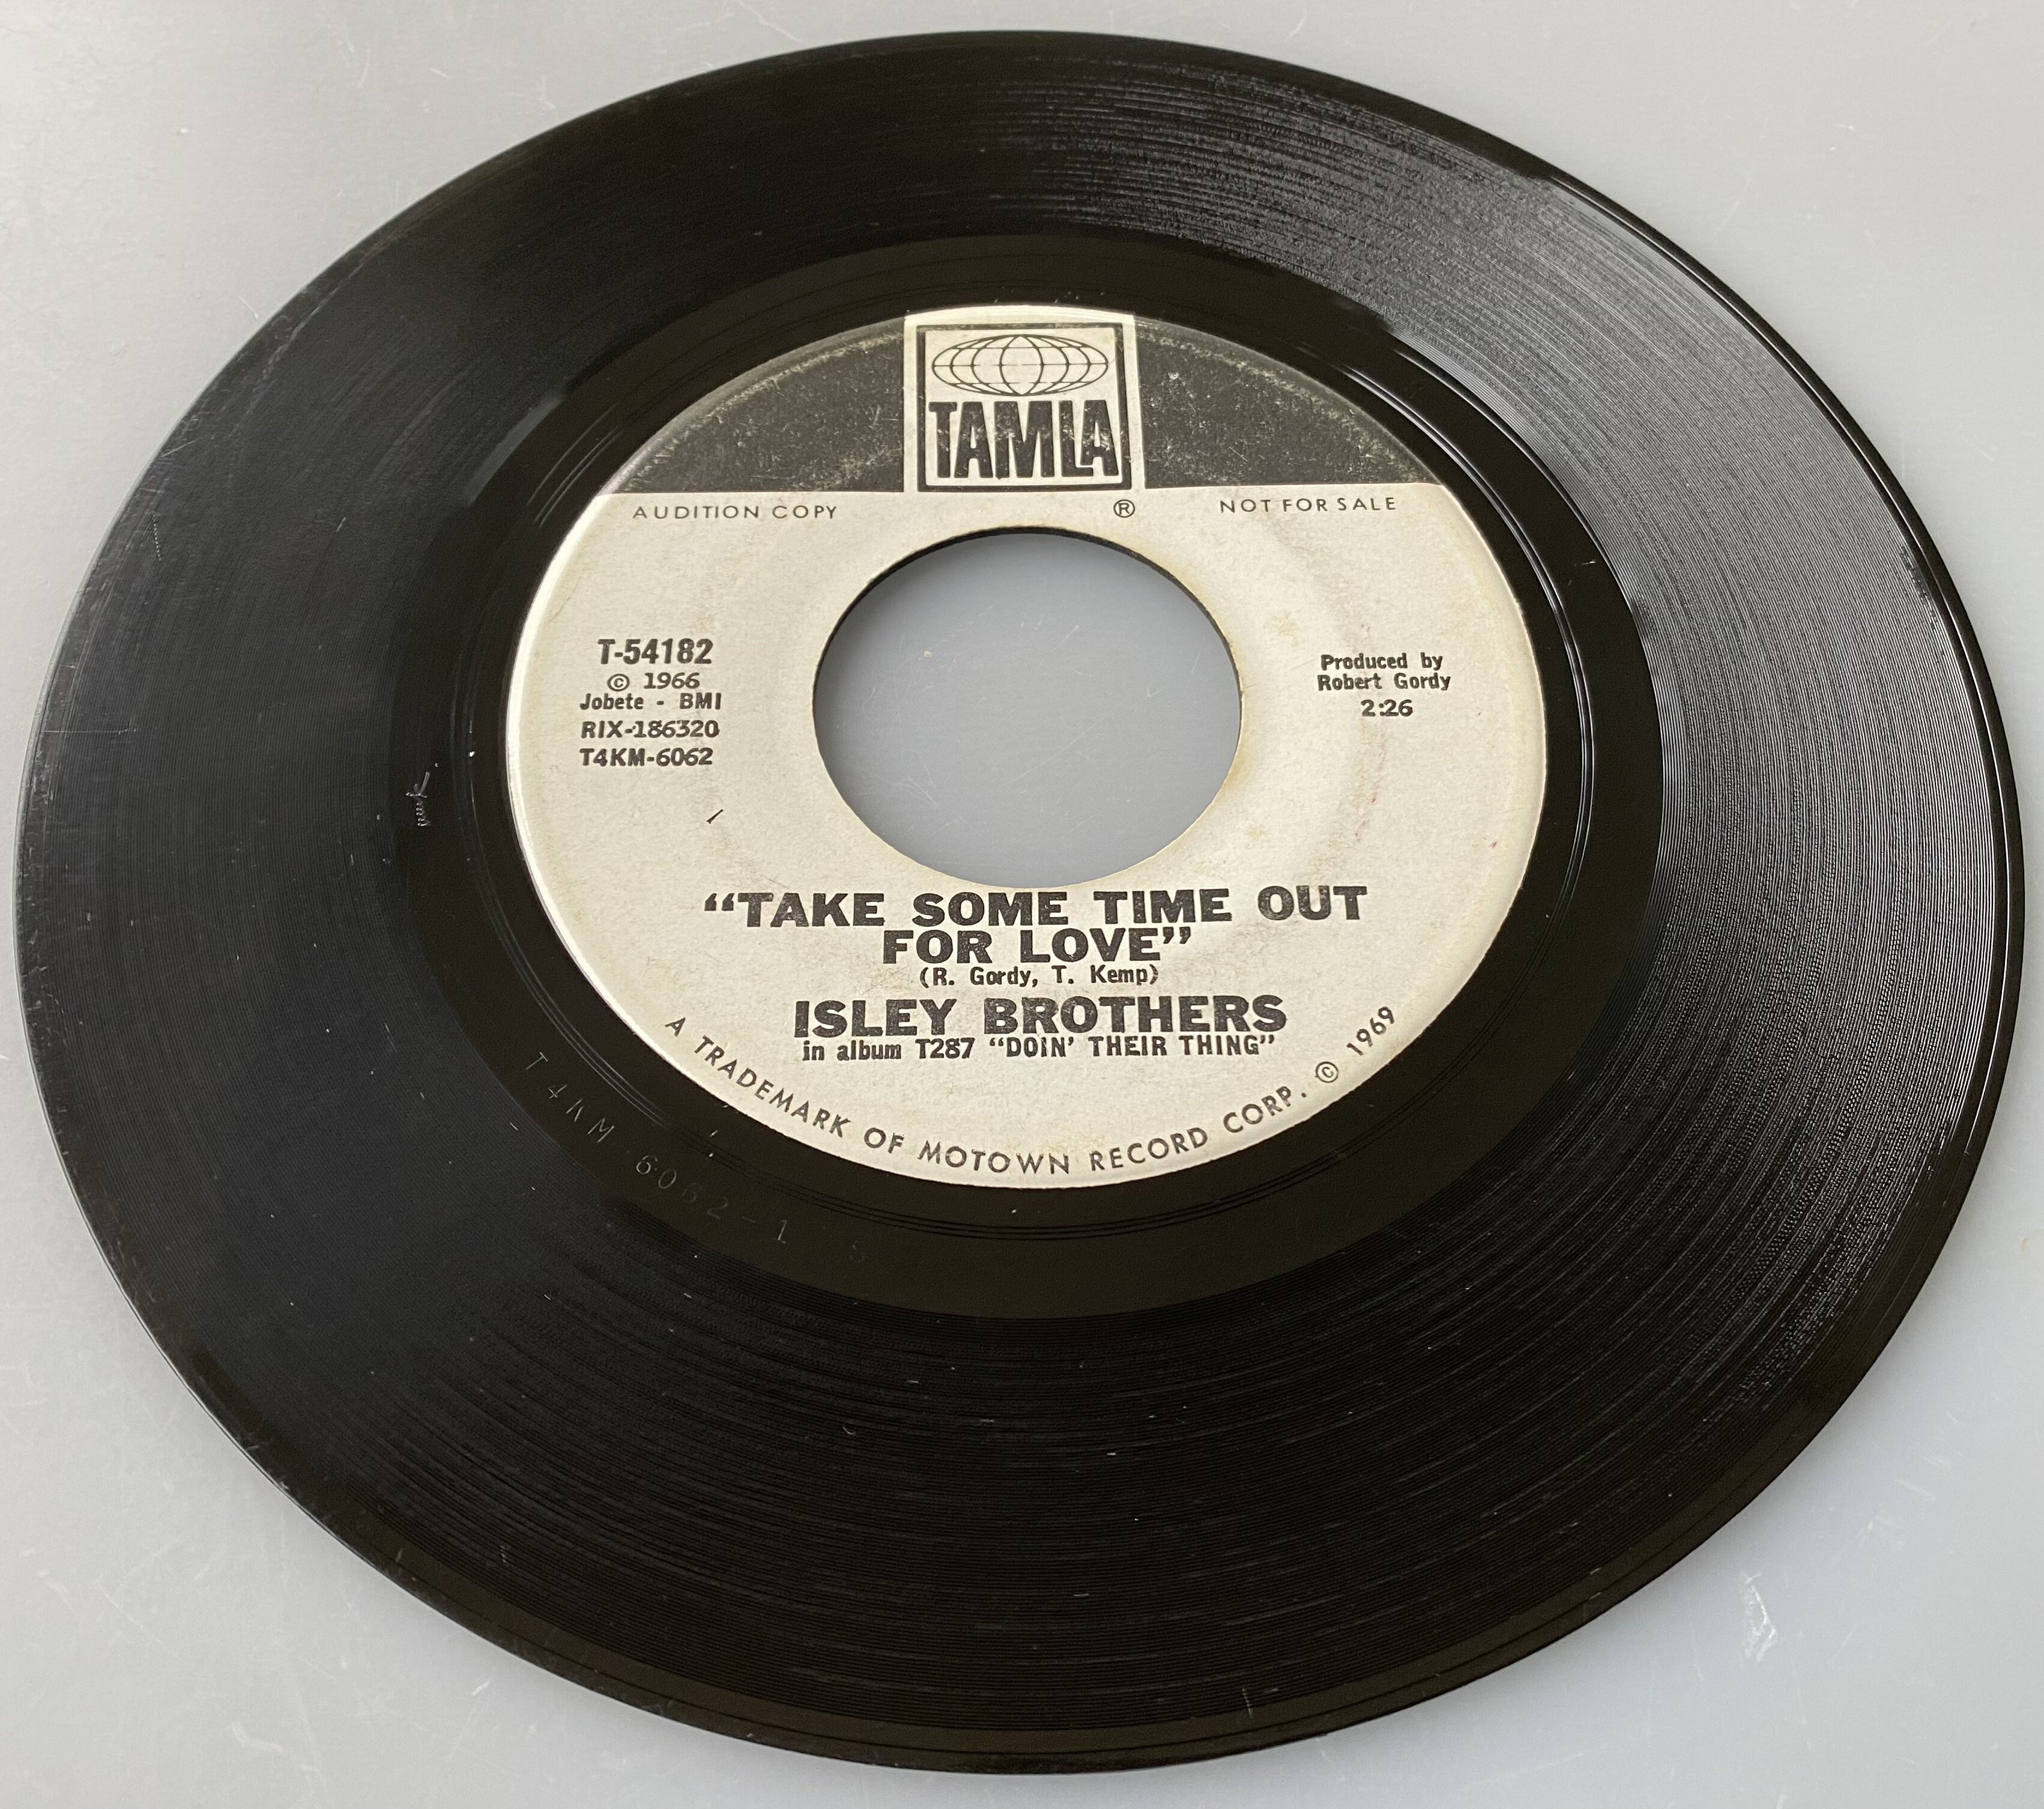 TAMLA
AUDITION COPY ® NOT FOR SALE
T-54182
© 1966
Jobete - BMI
RIX-186320
T4KM-6062
Produced by
Robert Gordy
2:26
“TAKE SOME TIME OUT
FOR LOVE”
(R. Gordy, T. Kemp)
ISLEY BROTHERS
in album T287 “DOIN’ THEIR THING”
A TRADEMARK OF MOTOWN RECORD CORP. © 1969
T4KM 6062-1